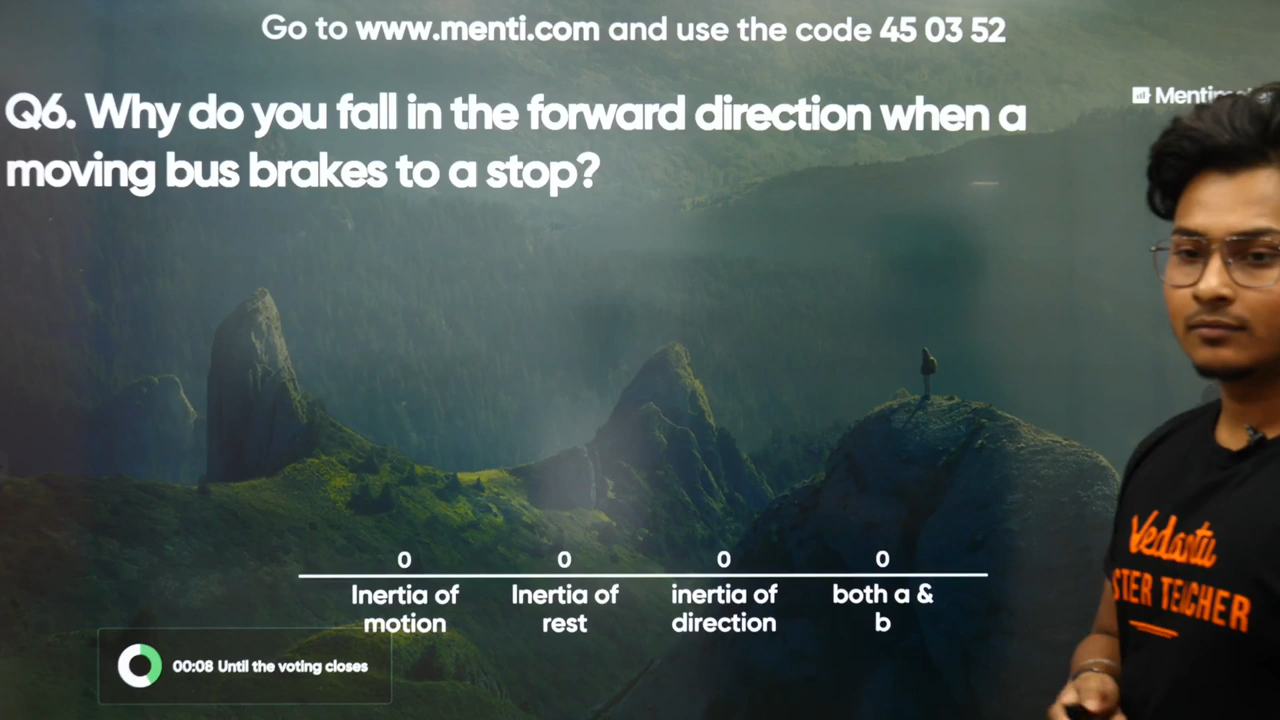 Go to www.menti.com and use the code 45 03 52
Q6. Why do you fall in the forward direction when a
moving bus brakes to a stop?
0
0
0
0
Inertia of
motion
Inertia of
rest
inertia of
direction
both a &
b
00:08 Until the voting closes
Vedantu
TEACHER